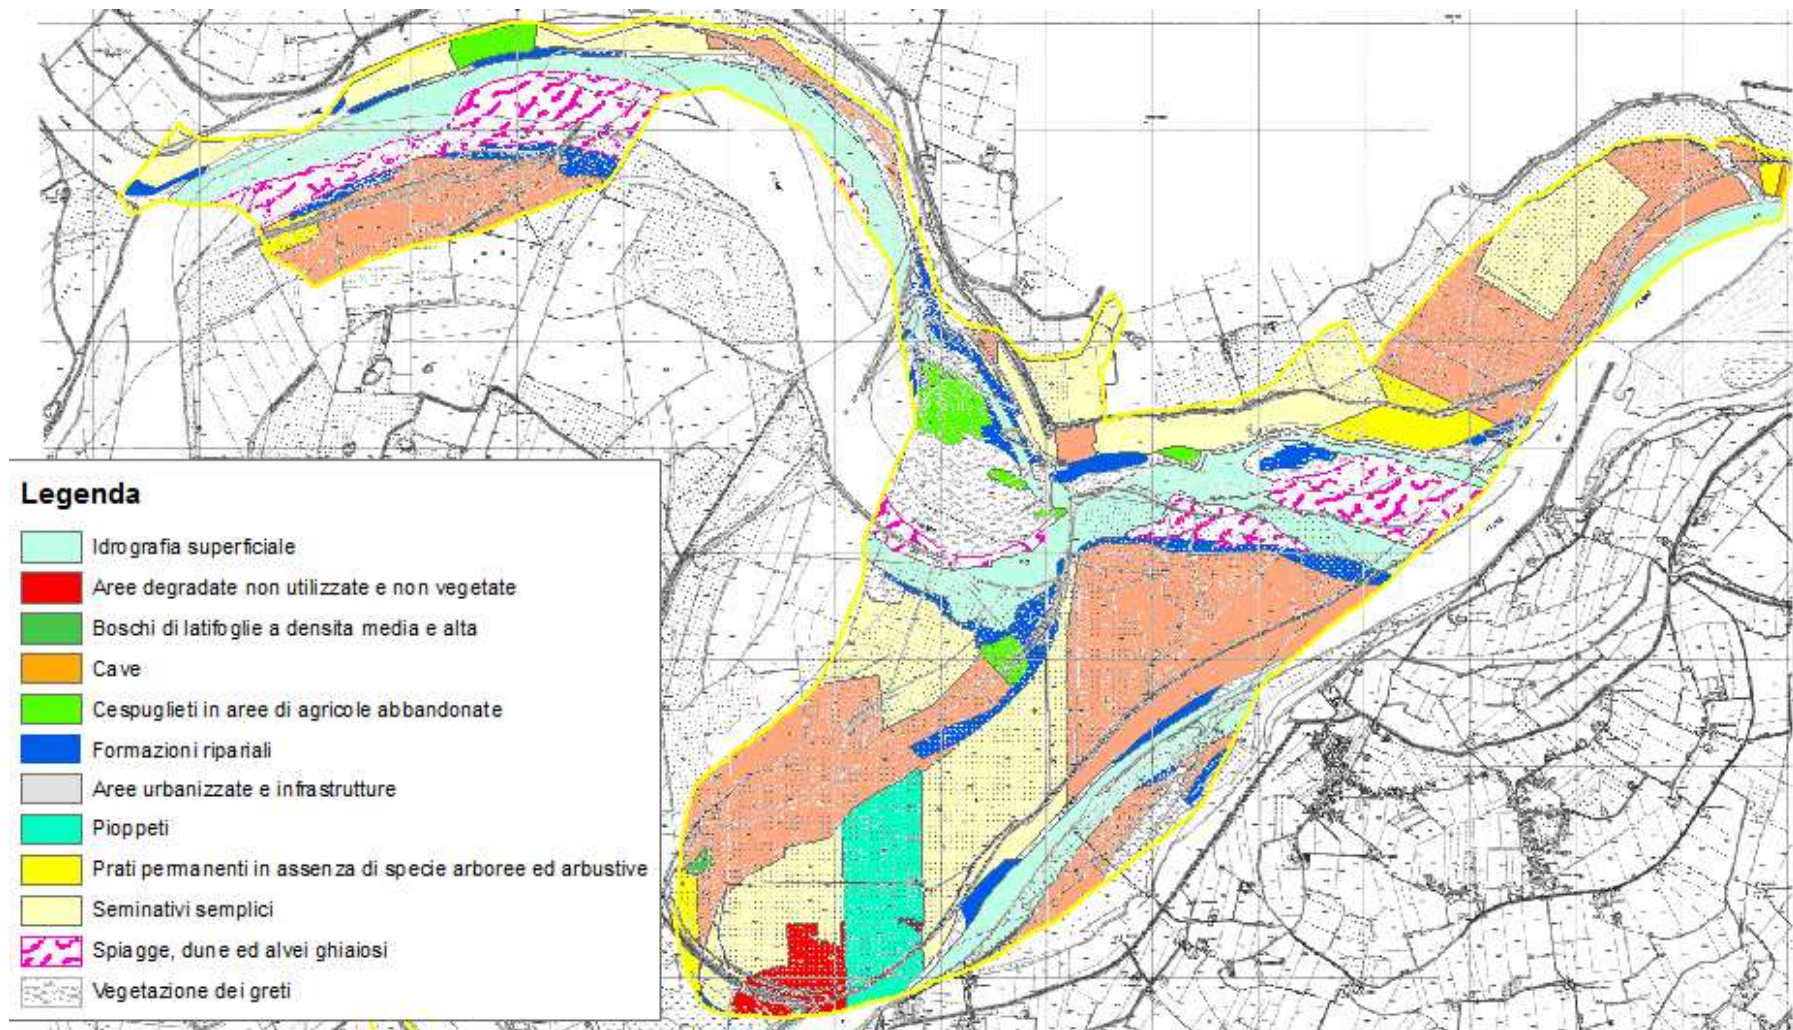 Legenda
Idrografia superficiale
Aree degradate non utilizzate e non vegetate
Boschi di latifoglie a densita media e alta
Cave
Cespuglieti in aree di agricole abbandonate
Formazioni ripariali
Aree urbanizzate e infrastrutture
Pioppeti
Prati permanenti in assenza di specie arboree ed arbustive
Seminativi semplici
Spiagge, dune ed alvei ghiaiosi
Vegetazione dei greti